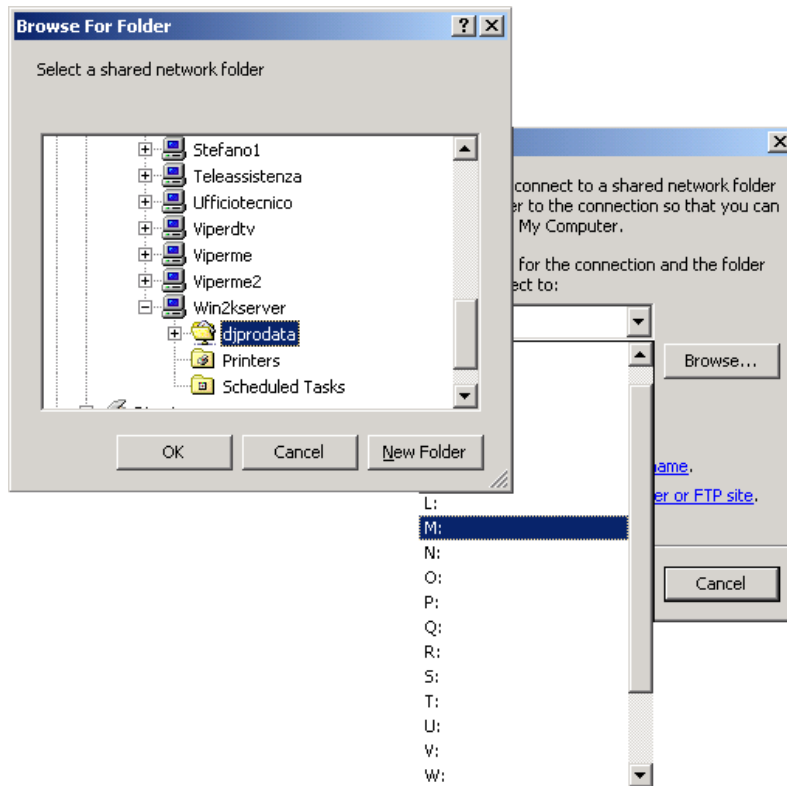 Browse For Folder
Select a shared network folder
Stefano1
Teleassistenza
Ufficiotecnico
Viperdtv
Viperme
Viperme2
Win2kserver
djprodata
Printers
Scheduled Tasks
OK
Cancel
New Folder
connect to a shared network folder
er to the connection so that you can
My Computer.
for the connection and the folder
ect to:
Browse...
ame.
er or FTP site.
L:
M:
N:
O:
P:
Q:
R:
S:
T:
U:
V:
W:
Cancel